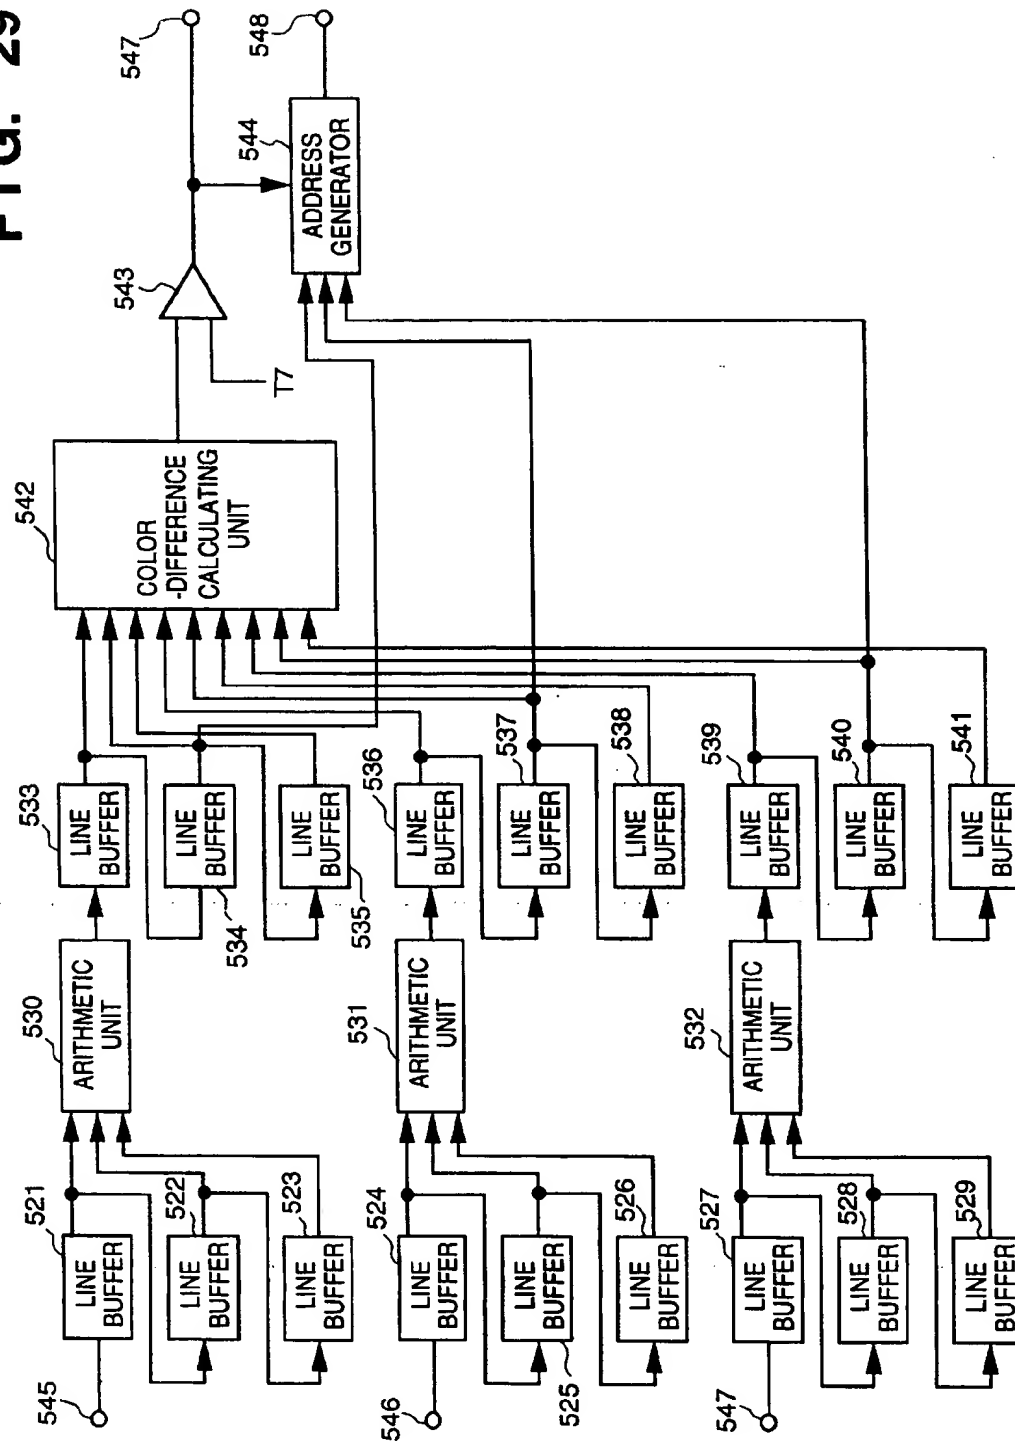 FIG. 29
547
548
543
544
ADDRESS
GENERATOR
T7
542
COLOR
-DIFFERENCE
CALCULATING
UNIT
533
LINE
BUFFER
LINE
BUFFER
534
LINE
BUFFER
535
536
LINE
BUFFER
537
LINE
BUFFER
538
LINE
BUFFER
539
LINE
BUFFER
540
LINE
BUFFER
541
LINE
BUFFER
530
ARITHMETIC
UNIT
531
ARITHMETIC
UNIT
532
ARITHMETIC
UNIT
521
LINE
BUFFER
522
LINE
BUFFER
523
LINE
BUFFER
524
LINE
BUFFER
LINE
BUFFER
525
526
LINE
BUFFER
527
LINE
BUFFER
528
LINE
BUFFER
529
LINE
BUFFER
545
546
547